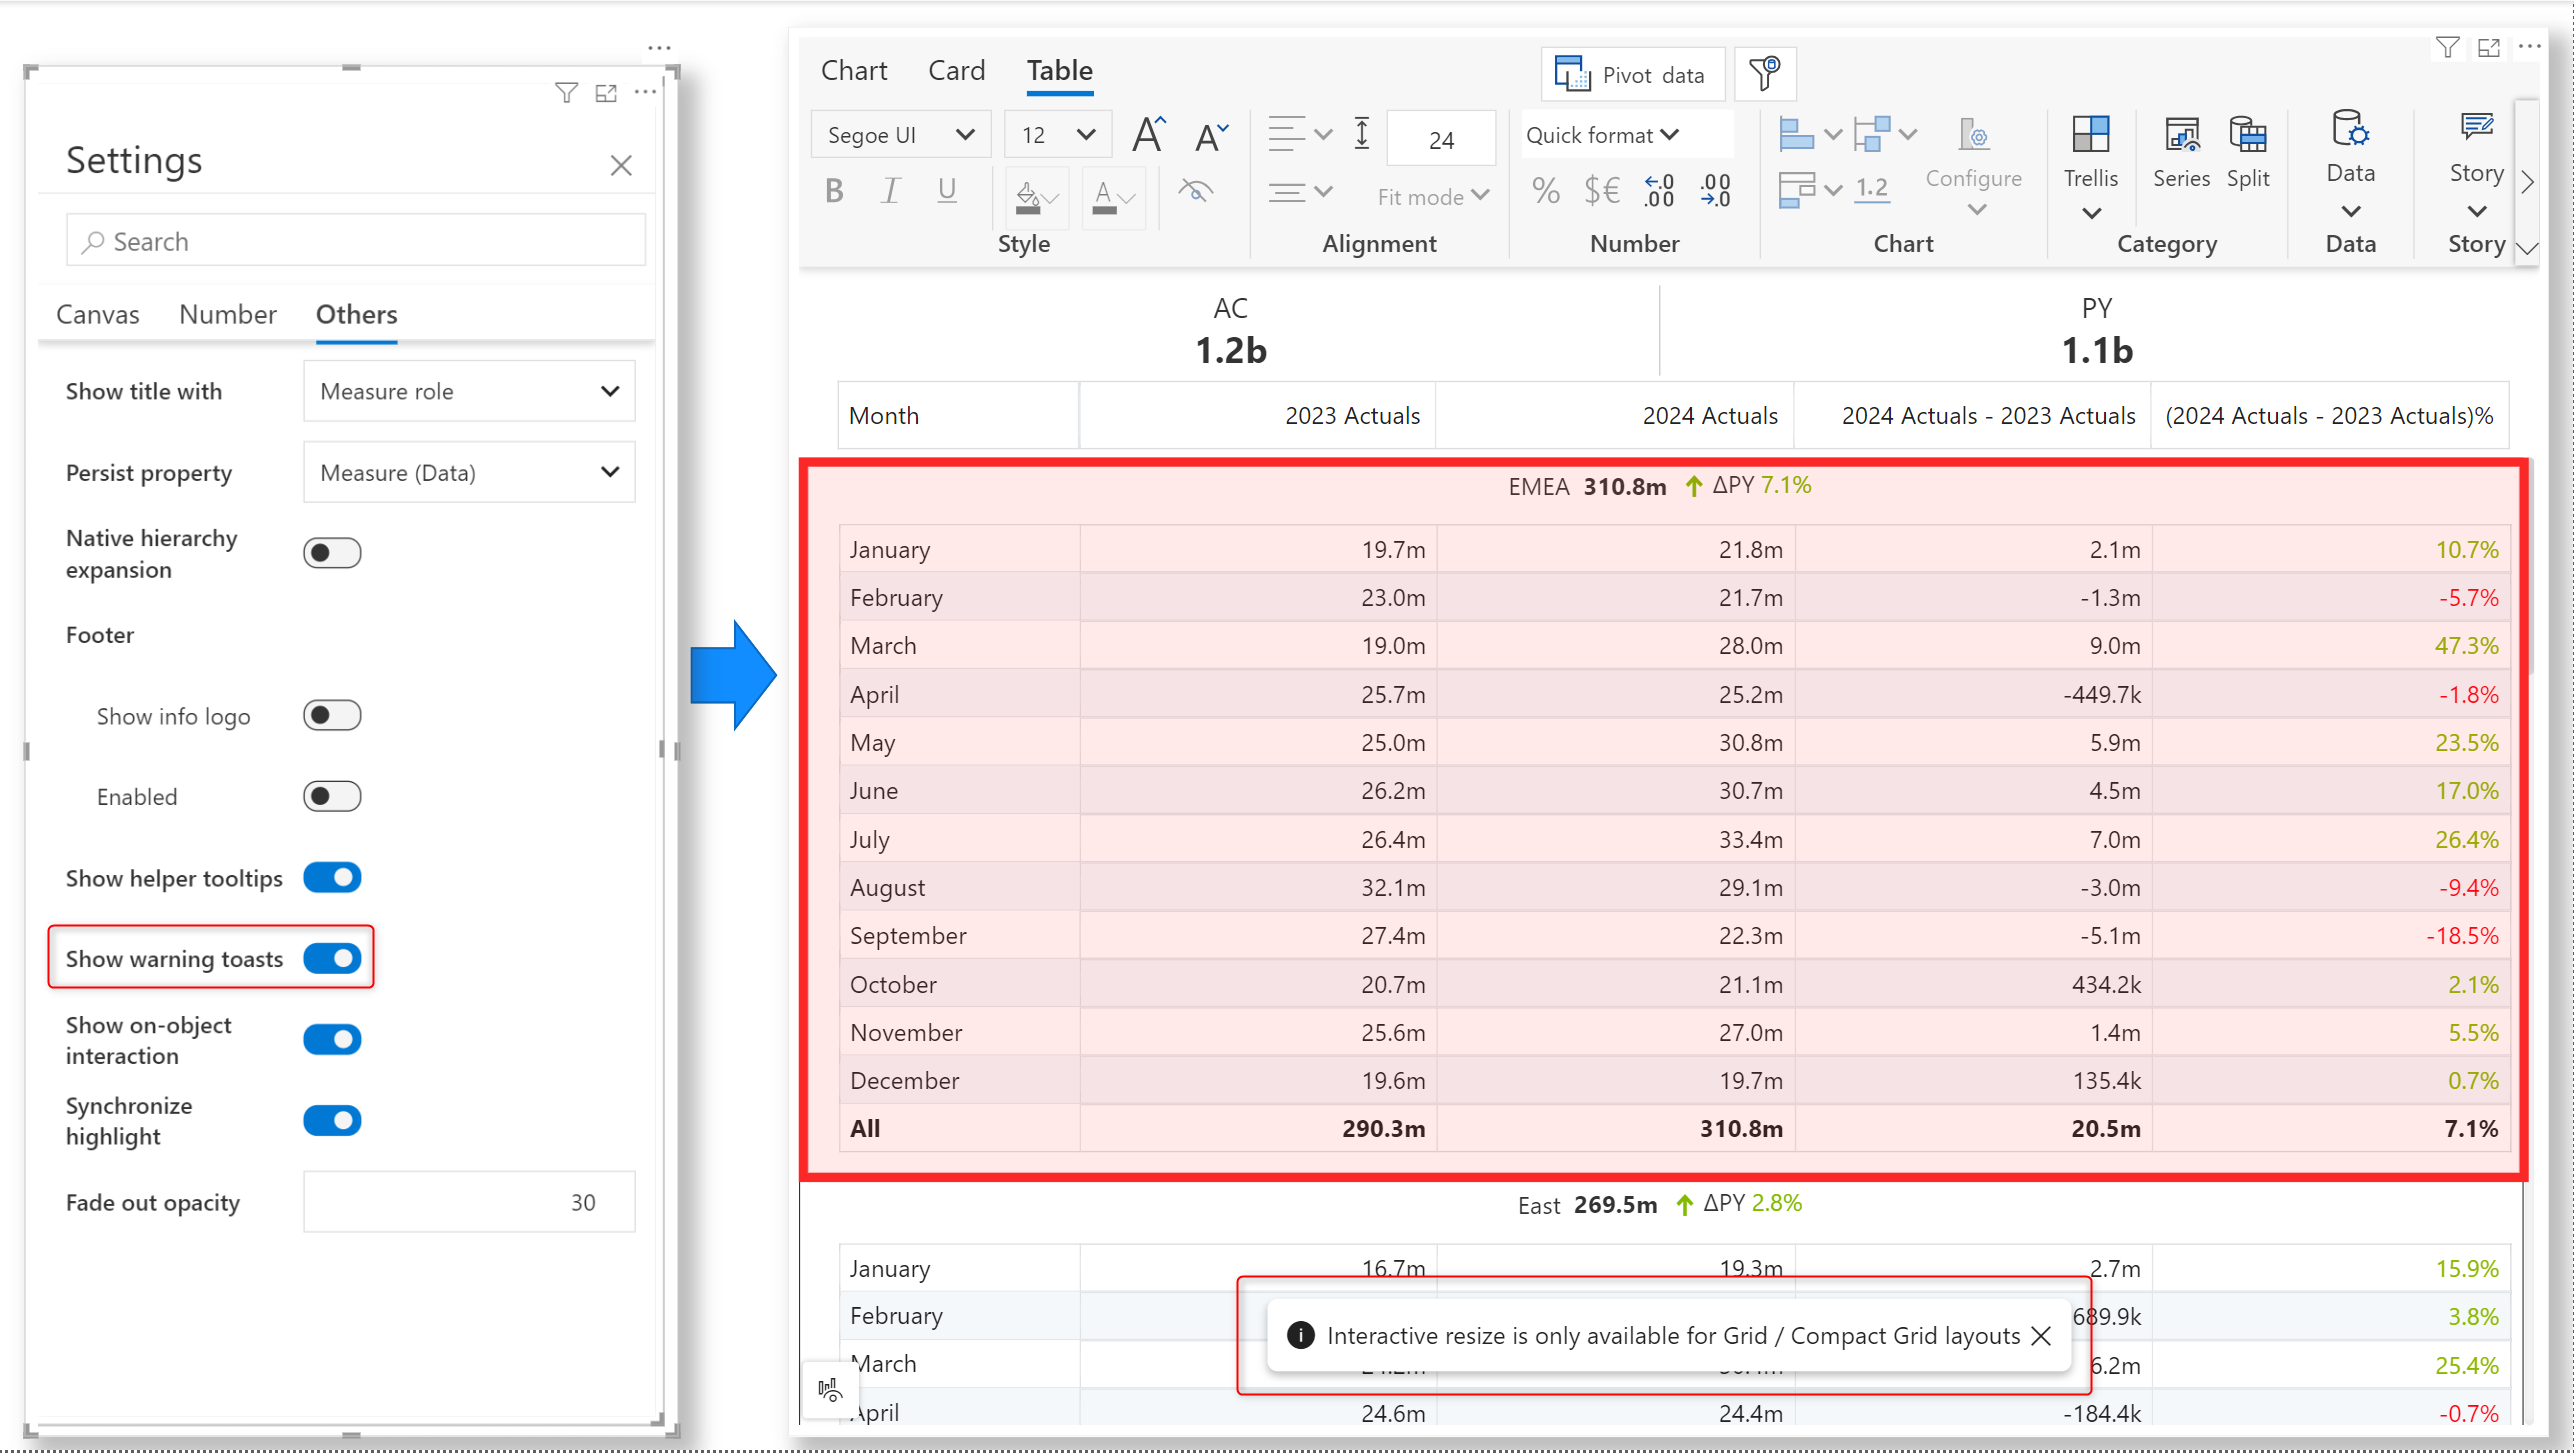 Settings
Search
Canvas Number Others
Show title with Measure role
Persist property Measure (Data)
Native hierarchy
expansion
Footer
Show info logo
Enabled
Show helper tooltips
Show warning toasts
Show on-object
interaction
Synchronize
highlight
Fade out opacity 30
Chart Card Table
Pivot data
Segoe UI 12 A A 24 Quick format
B I U A Fit mode % $€ .0 .00 .00 .0 1.2 Configure Trellis Series Split Data Story
Style Alignment Number Chart Category Data Story
AC PY
1.2b 1.1b
Month 2023 Actuals 2024 Actuals 2024 Actuals - 2023 Actuals (2024 Actuals - 2023 Actuals)%
EMEA 310.8m ΔPY 7.1%
January 19.7m 21.8m 2.1m 10.7%
February 23.0m 21.7m -1.3m -5.7%
March 19.0m 28.0m 9.0m 47.3%
April 25.7m 25.2m -449.7k -1.8%
May 25.0m 30.8m 5.9m 23.5%
June 26.2m 30.7m 4.5m 17.0%
July 26.4m 33.4m 7.0m 26.4%
August 32.1m 29.1m -3.0m -9.4%
September 27.4m 22.3m -5.1m -18.5%
October 20.7m 21.1m 434.2k 2.1%
November 25.6m 27.0m 1.4m 5.5%
December 19.6m 19.7m 135.4k 0.7%
All 290.3m 310.8m 20.5m 7.1%
East 269.5m ΔPY 2.8%
January 16.7m 19.3m 2.7m 15.9%
February 689.9k 3.8%
Interactive resize is only available for Grid / Compact Grid layouts
March 6.2m 25.4%
April 24.6m 24.4m -184.4k -0.7%